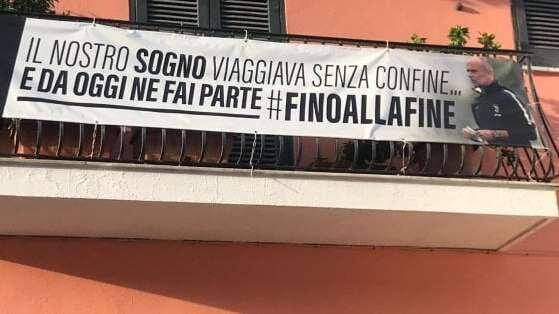 IL NOSTRO SOGNO VIAGGIAVA SENZA CONFINE...
E DA OGGI NE FAI PARTE #FINOALLAFINE